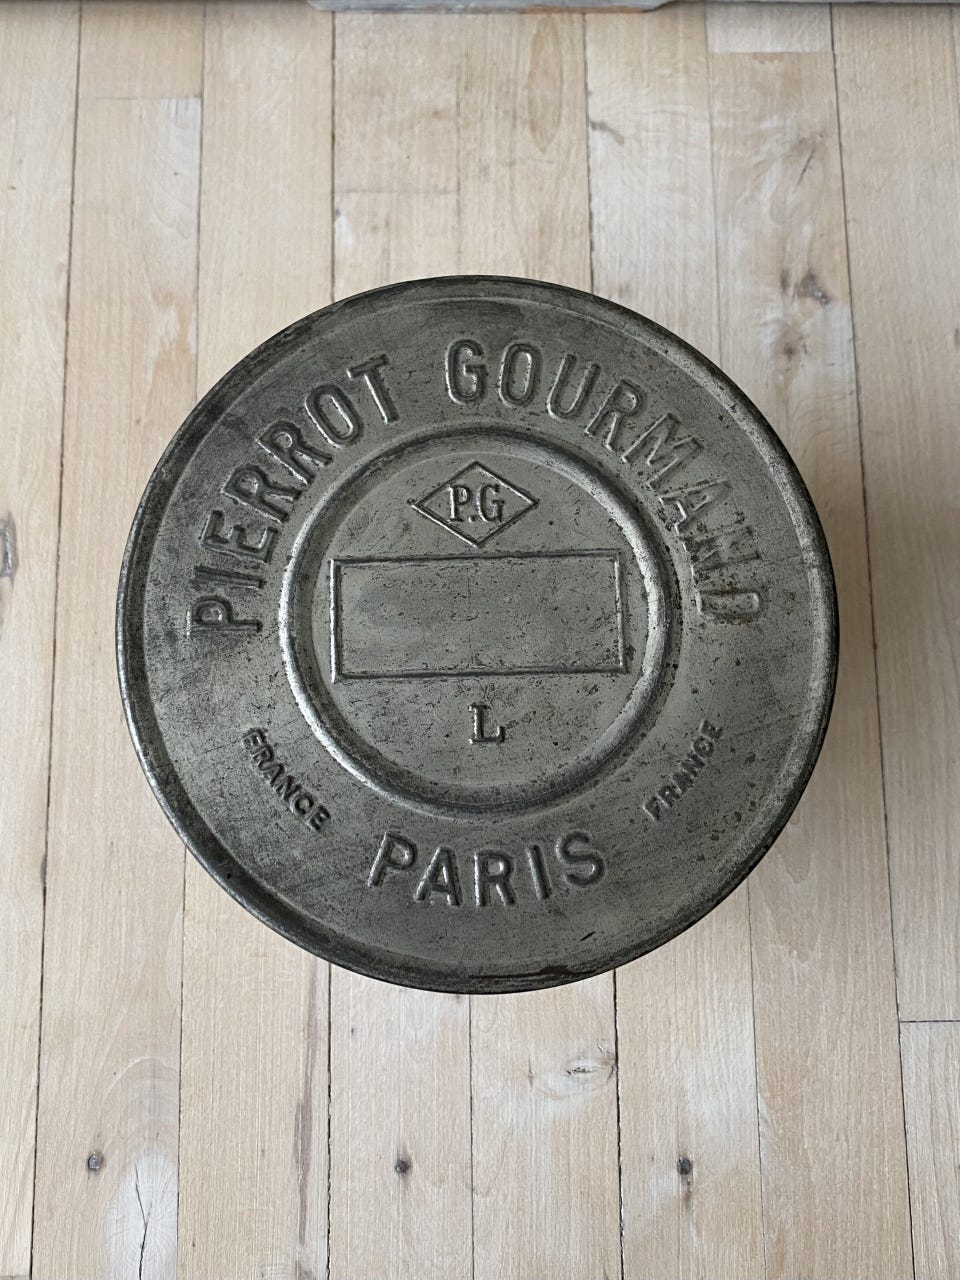 PIERROT GOURMAND
P.G
L
FRANCE
FRANCE
PARIS